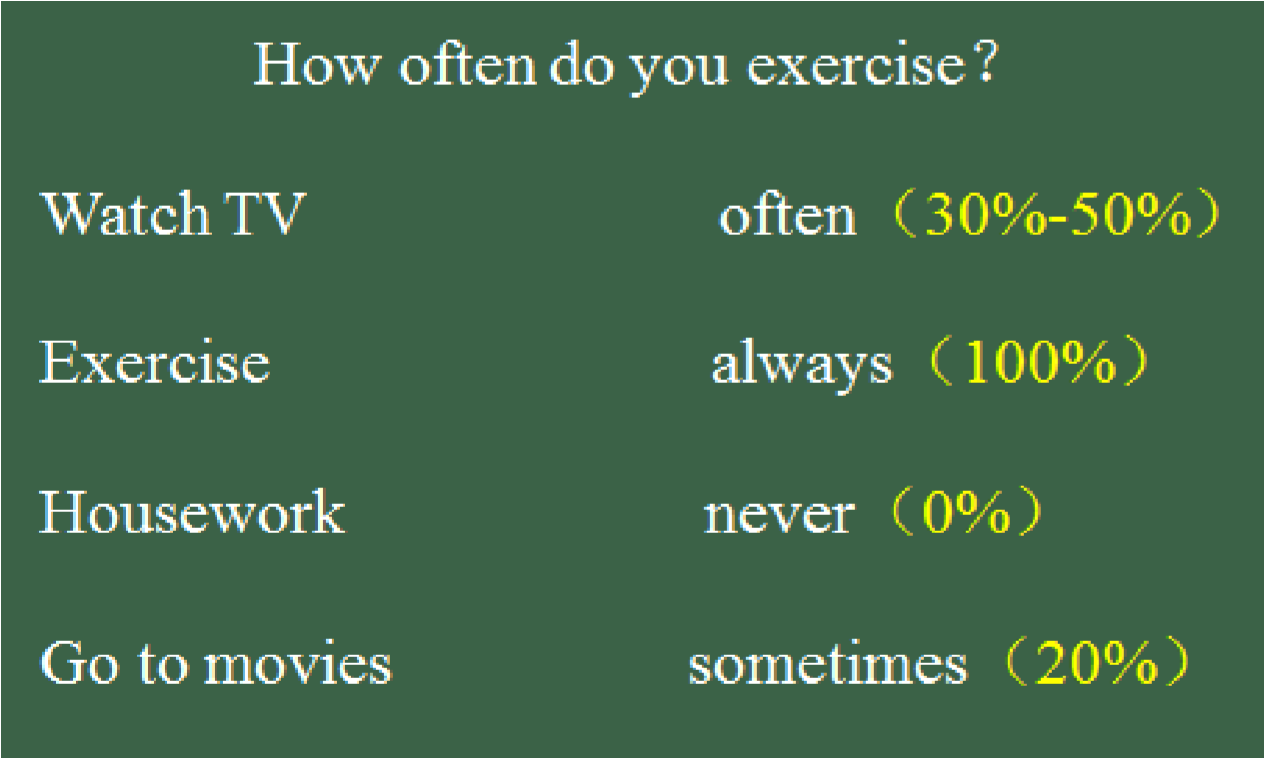 How often do you exercise？
Watch TV often（30%-50%）
Exercise always（100%）
Housework never（0%）
Go to movies sometimes（20%）